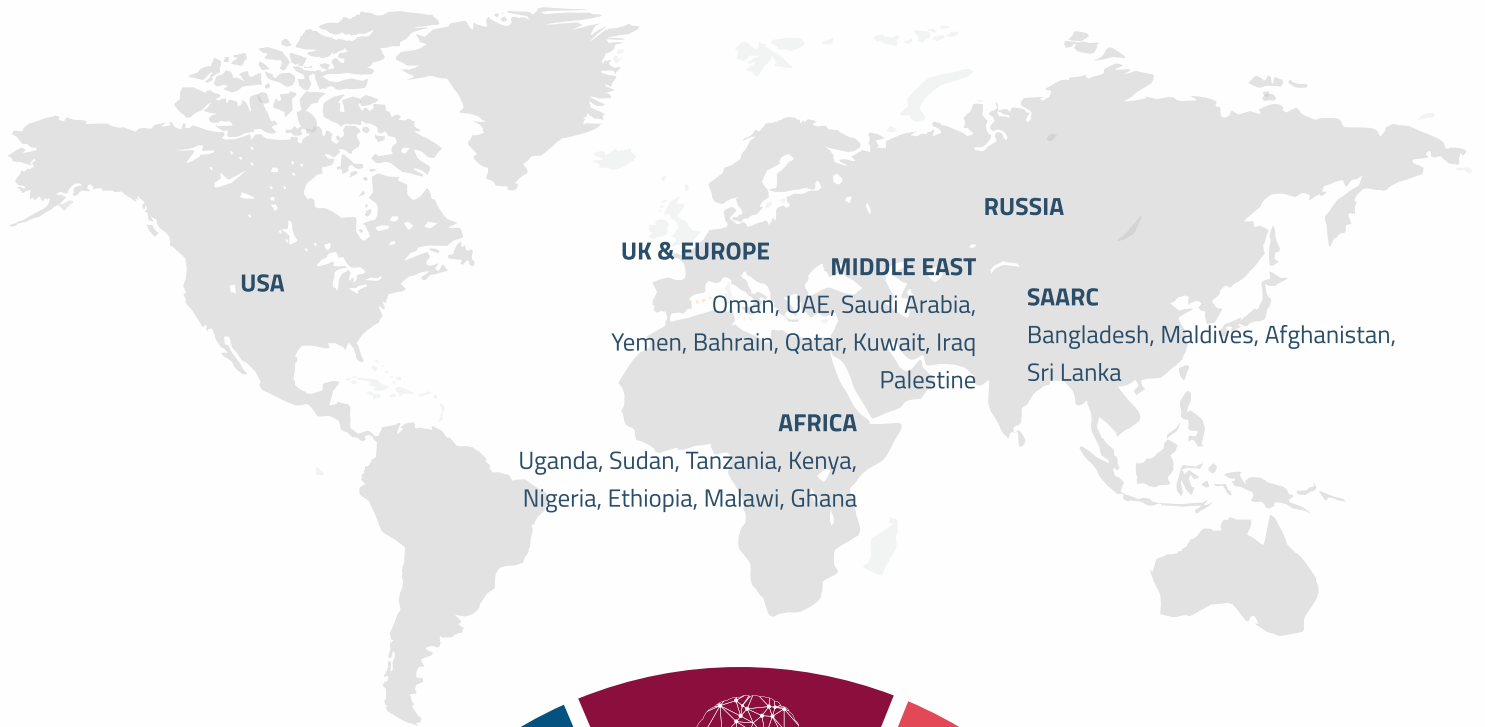 RUSSIA
UK & EUROPE
MIDDLE EAST
Oman, UAE, Saudi Arabia,
Yemen, Bahrain, Qatar, Kuwait, Iraq
Palestine
USA
SAARC
Bangladesh, Maldives, Afghanistan,
Sri Lanka
AFRICA
Uganda, Sudan, Tanzania, Kenya,
Nigeria, Ethiopia, Malawi, Ghana